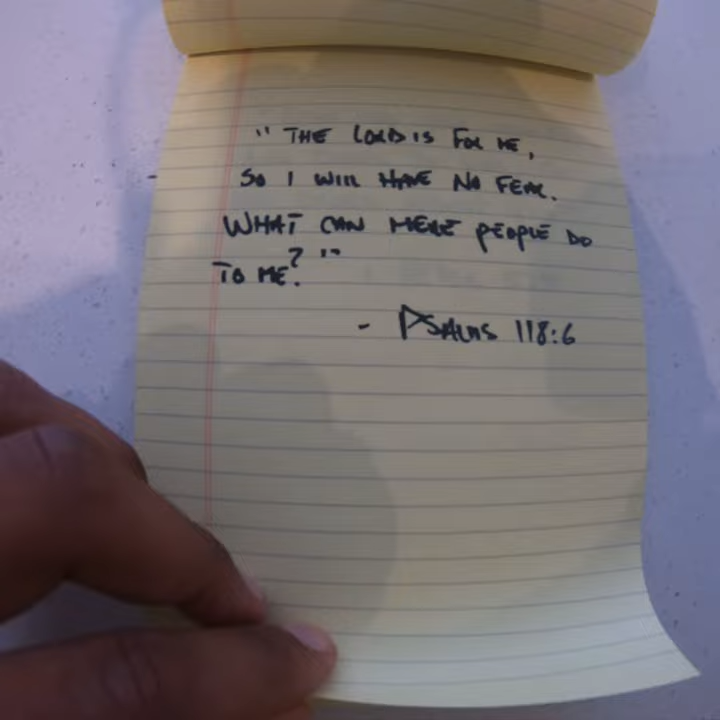 "THE LORD IS FOR ME,
SO I WILL HAVE NO FEAR.
WHAT CAN MERE PEOPLE DO
TO ME?"
- PSALMS 118:6